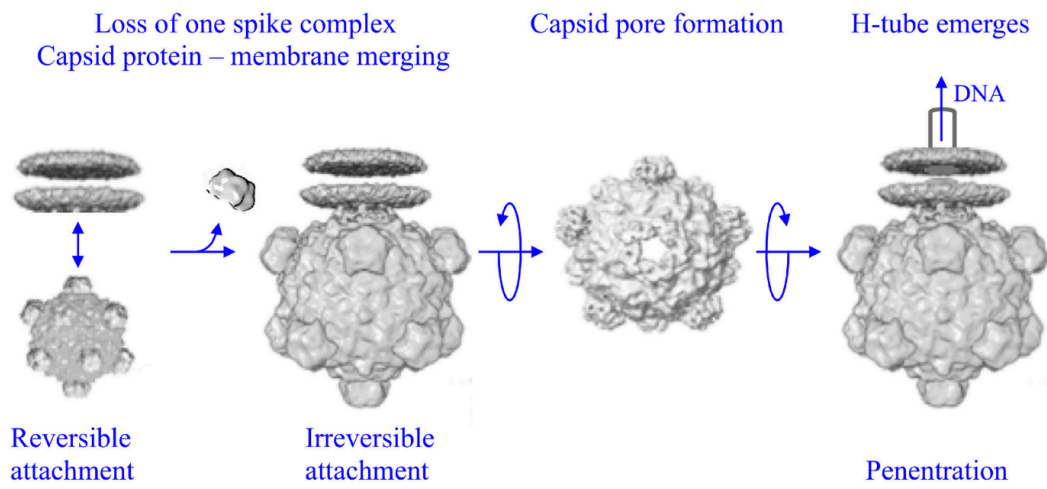 Loss of one spike complex
Capsid protein – membrane merging
Capsid pore formation
H-tube emerges
DNA
Reversible
attachment
Irreversible
attachment
Penentration